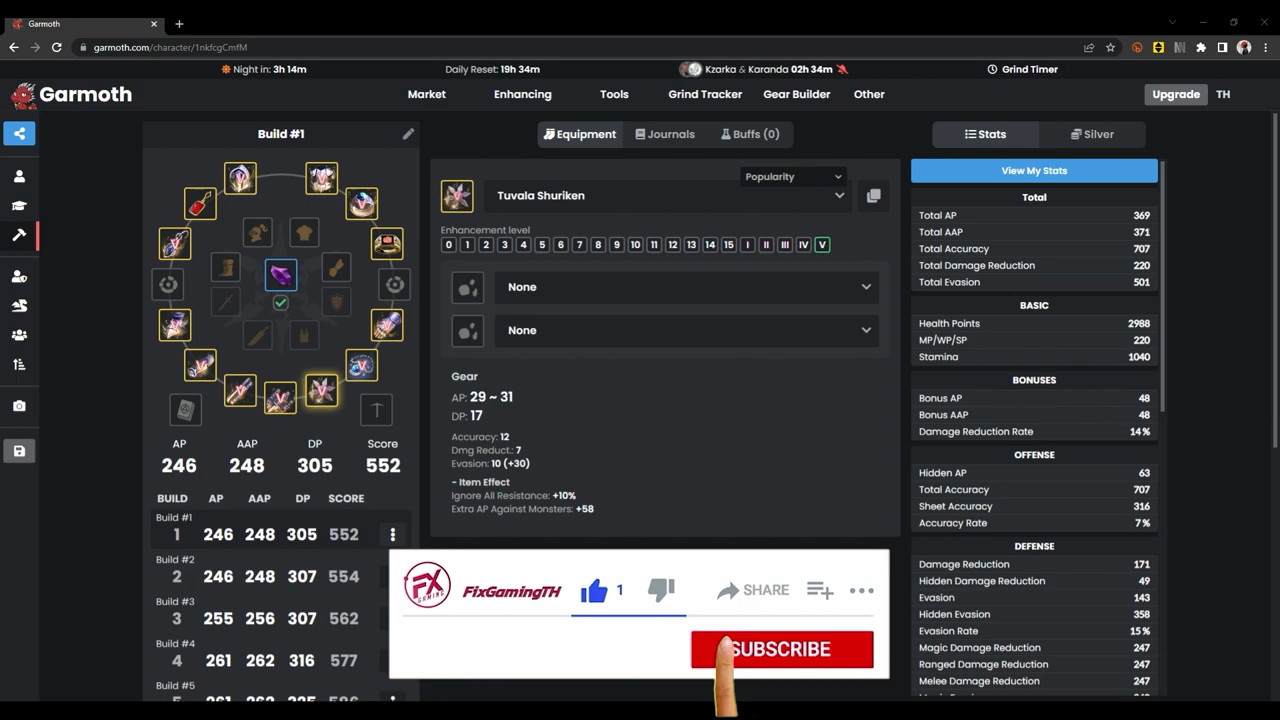 Garmoth
garmoth.com/character/1nkfcgCmfM
Night in: 3h 14m
Daily Reset: 19h 34m
Kzarka & Karanda 02h 34m
Grind Timer
Garmoth
Market
Enhancing
Tools
Grind Tracker
Gear Builder
Other
Upgrade
TH
Build #1
Equipment
Journals
Buffs (0)
Stats
Silver
AP AAP DP Score
246 248 305 552
BUILD AP AAP DP SCORE
Build #1
1 246 248 305 552
Build #2
2 246 248 307 554
Build #3
3 255 256 307 562
Build #4
4 261 262 316 577
Build #5
Popularity
Tuvala Shuriken
Enhancement level
0 1 2 3 4 5 6 7 8 9 10 11 12 13 14 15 I II III IV V
None
None
Gear
AP: 29 ~ 31
DP: 17
Accuracy: 12
Dmg Reduct.: 7
Evasion: 10 (+30)
- Item Effect
Ignore All Resistance: +10%
Extra AP Against Monsters: +58
View My Stats
Total
Total AP 369
Total AAP 371
Total Accuracy 707
Total Damage Reduction 220
Total Evasion 501
BASIC
Health Points 2988
MP/WP/SP 220
Stamina 1040
BONUSES
Bonus AP 48
Bonus AAP 48
Damage Reduction Rate 14%
OFFENSE
Hidden AP 63
Total Accuracy 707
Sheet Accuracy 316
Accuracy Rate 7%
DEFENSE
Damage Reduction 171
Hidden Damage Reduction 49
Evasion 143
Hidden Evasion 358
Evasion Rate 15%
Magic Damage Reduction 247
Ranged Damage Reduction 247
Melee Damage Reduction 247
FX
GAMING
FixGamingTH
1
SHARE
SUBSCRIBE